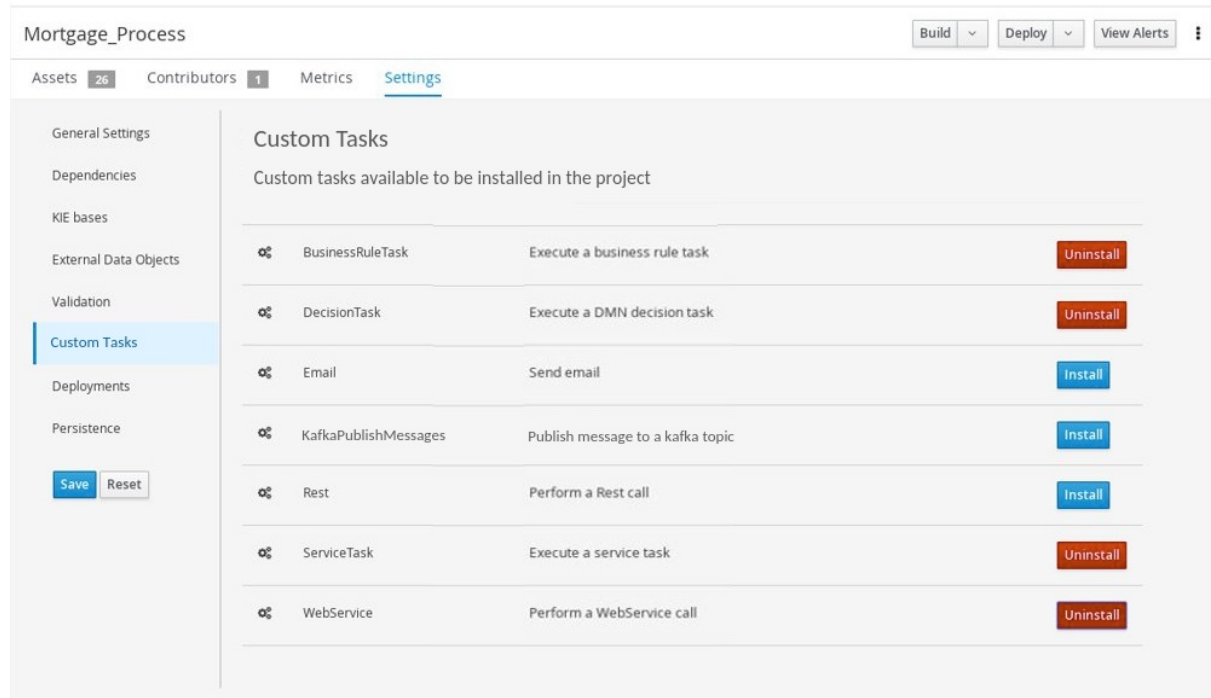 Mortgage_Process
Build Deploy View Alerts
Assets 26 Contributors 1 Metrics Settings
General Settings
Dependencies
KIE bases
External Data Objects
Validation
Custom Tasks
Deployments
Persistence
Save Reset
Custom Tasks
Custom tasks available to be installed in the project
BusinessRuleTask Execute a business rule task Uninstall
DecisionTask Execute a DMN decision task Uninstall
Email Send email Install
KafkaPublishMessages Publish message to a kafka topic Install
Rest Perform a Rest call Install
ServiceTask Execute a service task Uninstall
WebService Perform a WebService call Uninstall